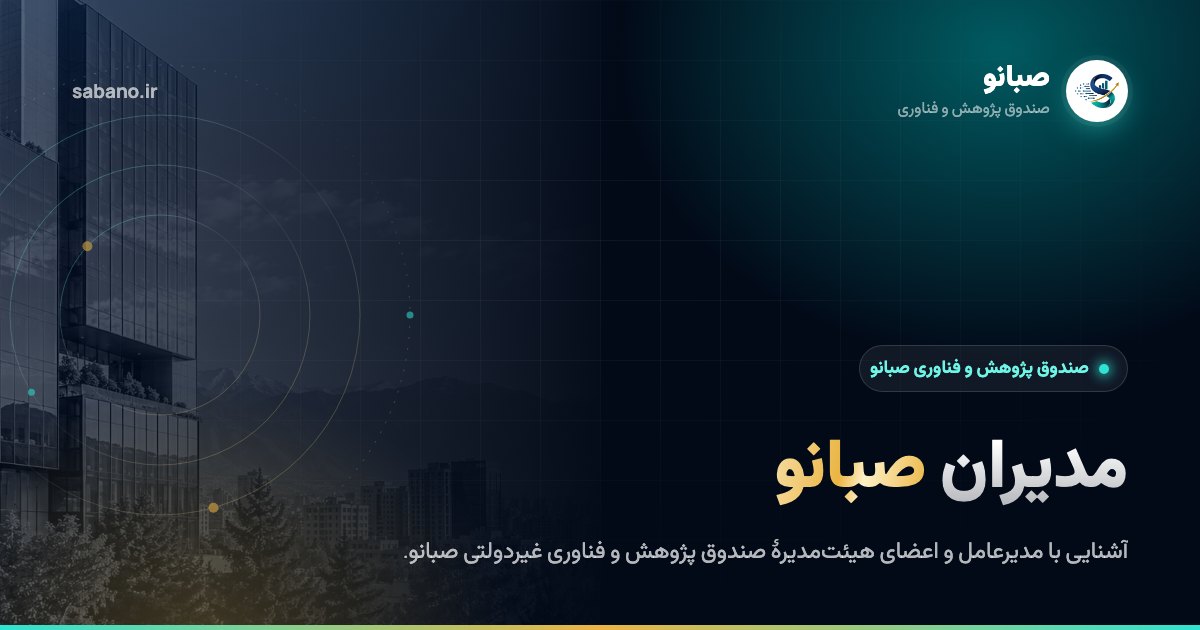 صبانو
صندوق پژوهش و فناوری
sabano.ir
صندوق پژوهش و فناوری صبانو
مدیران صبانو
آشنایی با مدیرعامل و اعضای هیئت‌مدیرهٔ صندوق پژوهش و فناوری غیردولتی صبانو.